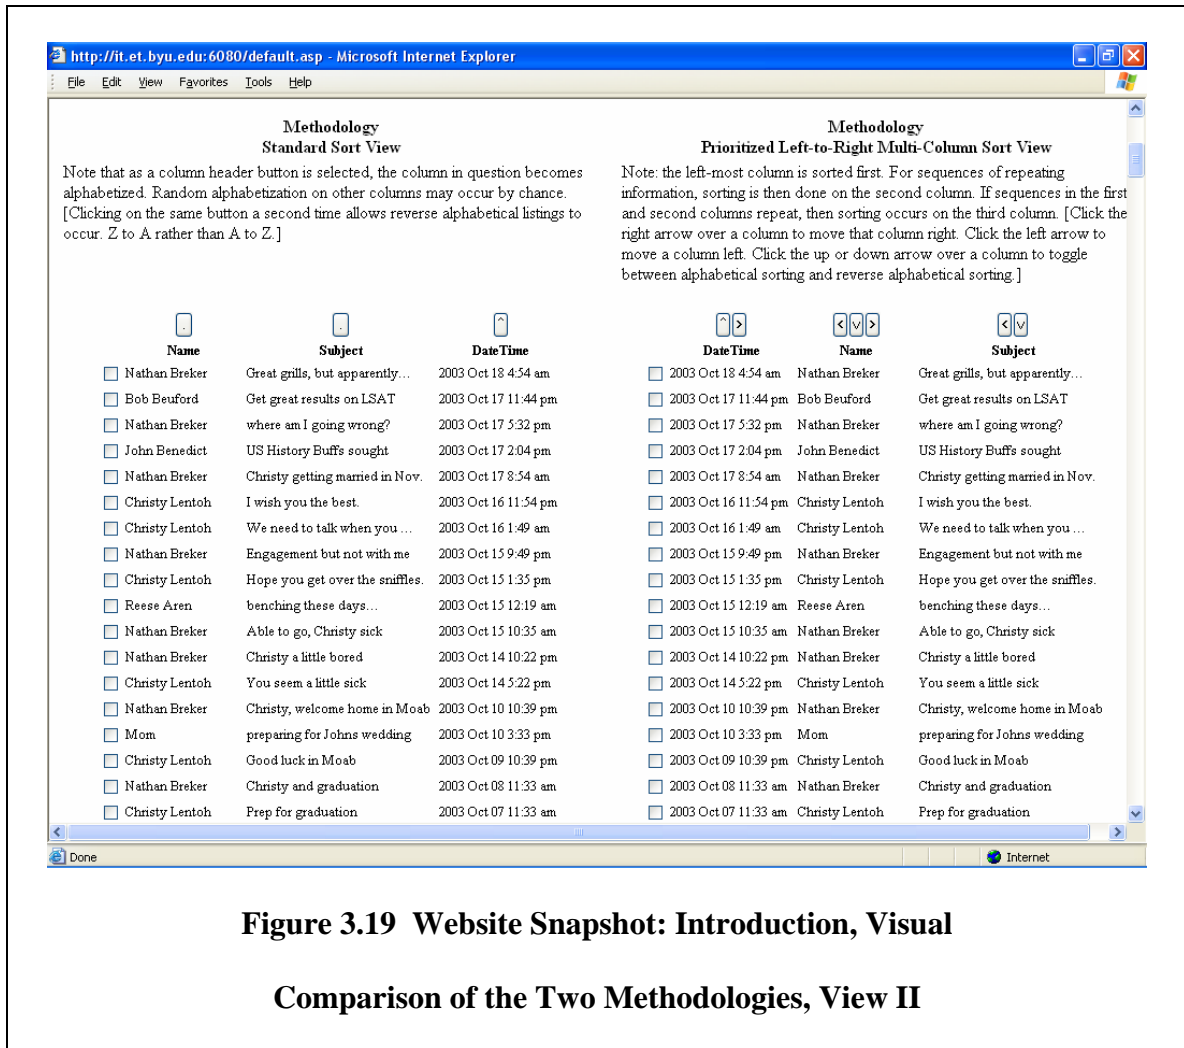 http://it.et.byu.edu:6080/default.asp - Microsoft Internet Explorer
File Edit View Favorites Tools Help
Methodology
Standard Sort View
Note that as a column header button is selected, the column in question becomes
alphabetized. Random alphabetization on other columns may occur by chance.
[Clicking on the same button a second time allows reverse alphabetical listings to
occur. Z to A rather than A to Z.]
. . ^
Name Subject DateTime
Nathan Breker Great grills, but apparently... 2003 Oct 18 4:54 am
Bob Beuford Get great results on LSAT 2003 Oct 17 11:44 pm
Nathan Breker where am I going wrong? 2003 Oct 17 5:32 pm
John Benedict US History Buffs sought 2003 Oct 17 2:04 pm
Nathan Breker Christy getting married in Nov. 2003 Oct 17 8:54 am
Christy Lentoh I wish you the best. 2003 Oct 16 11:54 pm
Christy Lentoh We need to talk when you ... 2003 Oct 16 1:49 am
Nathan Breker Engagement but not with me 2003 Oct 15 9:49 pm
Christy Lentoh Hope you get over the sniffles. 2003 Oct 15 1:35 pm
Reese Aren benching these days... 2003 Oct 15 12:19 am
Nathan Breker Able to go, Christy sick 2003 Oct 15 10:35 am
Nathan Breker Christy a little bored 2003 Oct 14 10:22 pm
Christy Lentoh You seem a little sick 2003 Oct 14 5:22 pm
Nathan Breker Christy, welcome home in Moab 2003 Oct 10 10:39 pm
Mom preparing for Johns wedding 2003 Oct 10 3:33 pm
Christy Lentoh Good luck in Moab 2003 Oct 09 10:39 pm
Nathan Breker Christy and graduation 2003 Oct 08 11:33 am
Christy Lentoh Prep for graduation 2003 Oct 07 11:33 am
Methodology
Prioritized Left-to-Right Multi-Column Sort View
Note: the left-most column is sorted first. For sequences of repeating
information, sorting is then done on the second column. If sequences in the first
and second columns repeat, then sorting occurs on the third column. [Click the
right arrow over a column to move that column right. Click the left arrow to
move a column left. Click the up or down arrow over a column to toggle
between alphabetical sorting and reverse alphabetical sorting.]
^ > < v > < v
DateTime Name Subject
2003 Oct 18 4:54 am Nathan Breker Great grills, but apparently...
2003 Oct 17 11:44 pm Bob Beuford Get great results on LSAT
2003 Oct 17 5:32 pm Nathan Breker where am I going wrong?
2003 Oct 17 2:04 pm John Benedict US History Buffs sought
2003 Oct 17 8:54 am Nathan Breker Christy getting married in Nov.
2003 Oct 16 11:54 pm Christy Lentoh I wish you the best.
2003 Oct 16 1:49 am Christy Lentoh We need to talk when you ...
2003 Oct 15 9:49 pm Nathan Breker Engagement but not with me
2003 Oct 15 1:35 pm Christy Lentoh Hope you get over the sniffles.
2003 Oct 15 12:19 am Reese Aren benching these days...
2003 Oct 15 10:35 am Nathan Breker Able to go, Christy sick
2003 Oct 14 10:22 pm Nathan Breker Christy a little bored
2003 Oct 14 5:22 pm Christy Lentoh You seem a little sick
2003 Oct 10 10:39 pm Nathan Breker Christy, welcome home in Moab
2003 Oct 10 3:33 pm Mom preparing for Johns wedding
2003 Oct 09 10:39 pm Christy Lentoh Good luck in Moab
2003 Oct 08 11:33 am Nathan Breker Christy and graduation
2003 Oct 07 11:33 am Christy Lentoh Prep for graduation
Done Internet
Figure 3.19 Website Snapshot: Introduction, Visual
Comparison of the Two Methodologies, View II